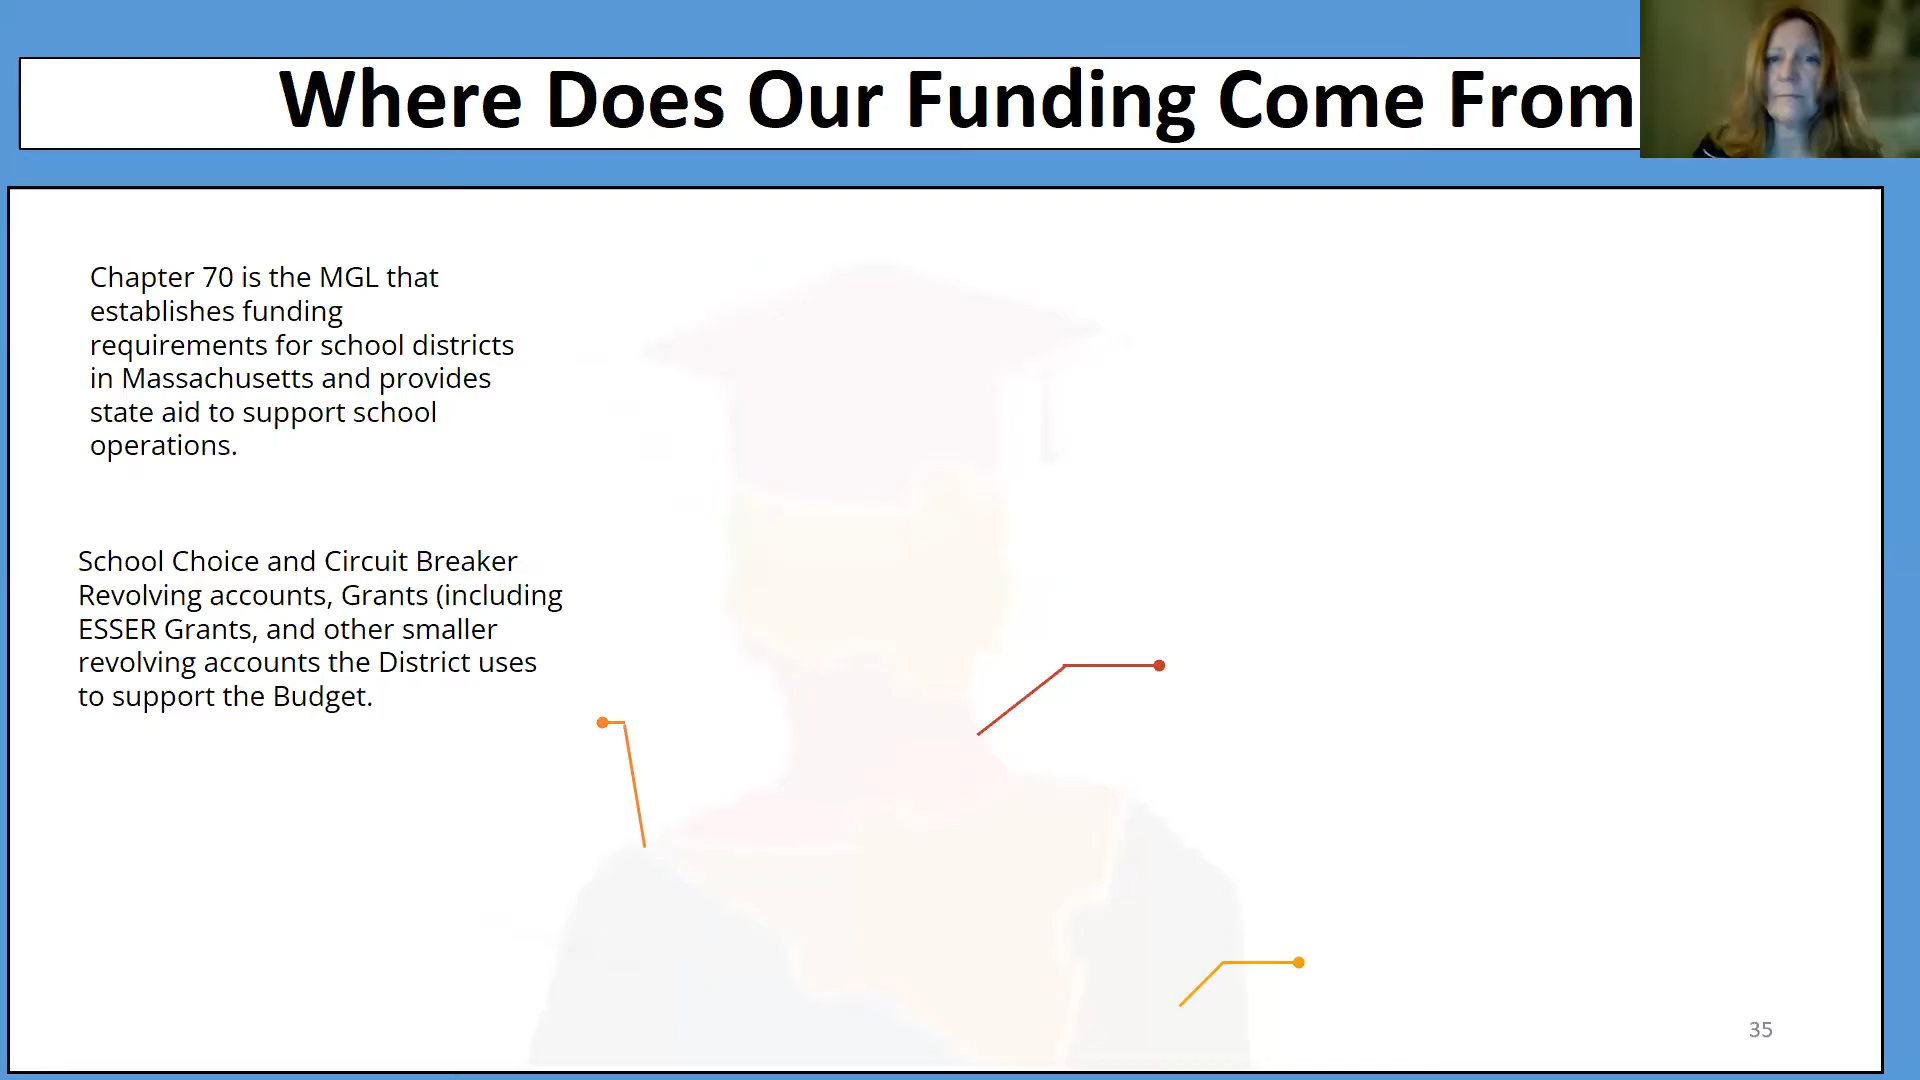 Where Does Our Funding Come From
Chapter 70 is the MGL that
establishes funding
requirements for school districts
in Massachusetts and provides
state aid to support school
operations.
School Choice and Circuit Breaker
Revolving accounts, Grants (including
ESSER Grants, and other smaller
revolving accounts the District uses
to support the Budget.
35